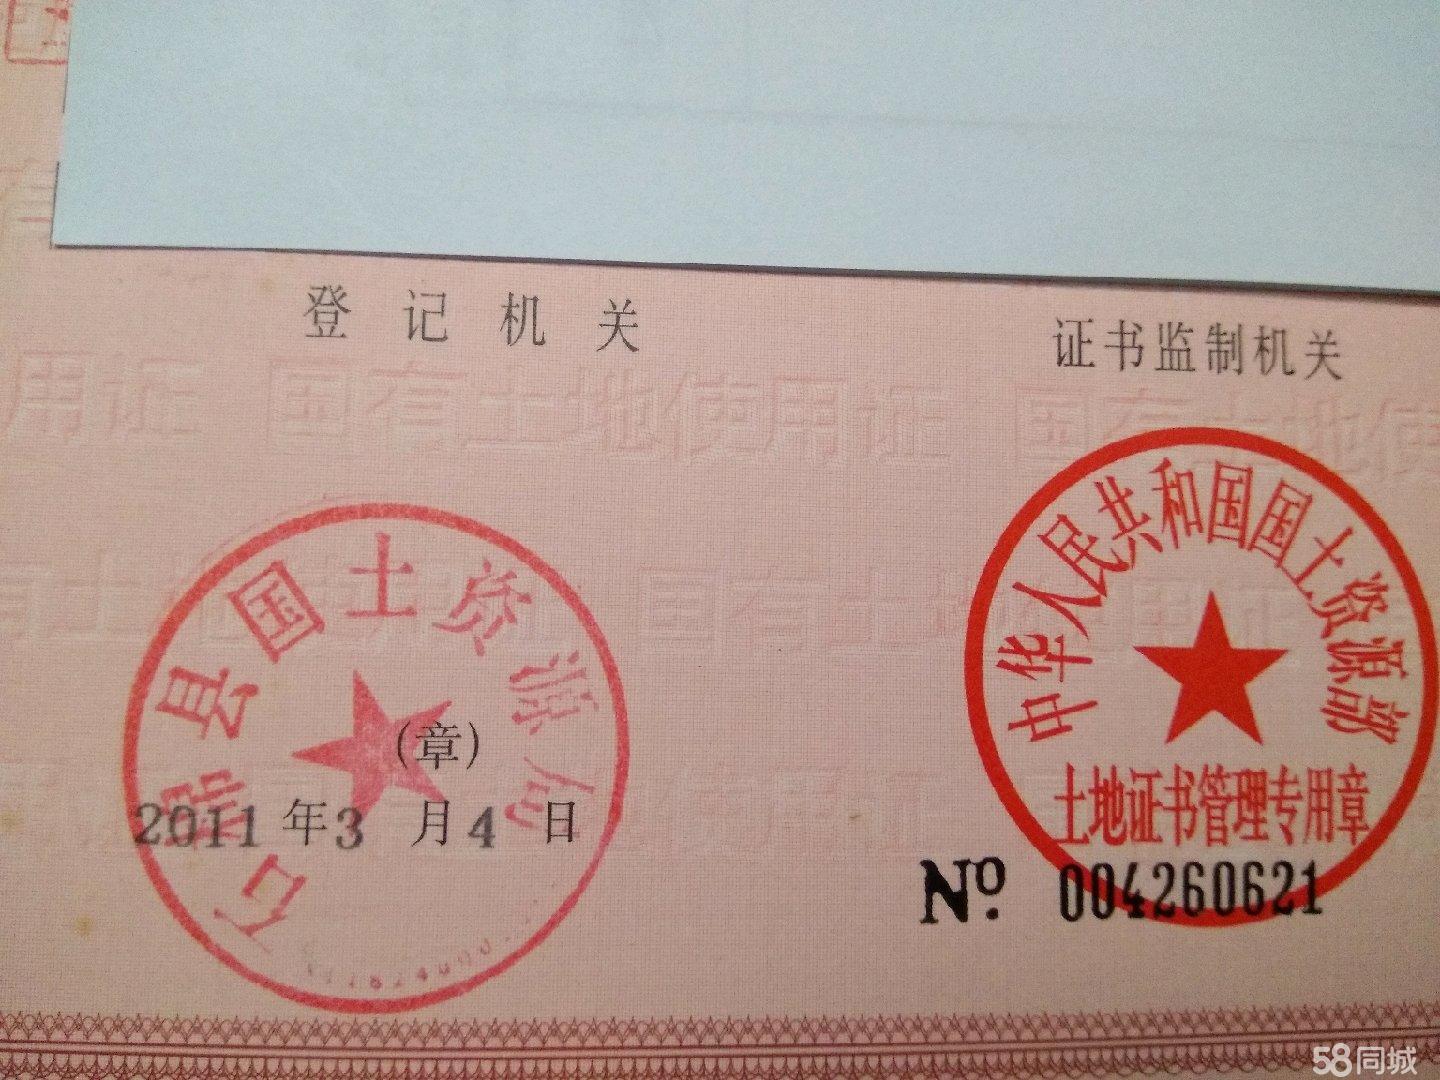 登记机关
证书监制机关
国有土地使用证
石屏县国土资源局
(章)
2011年3月4日
中华人民共和国国土资源部
土地证书管理专用章
№ 004260621
58同城